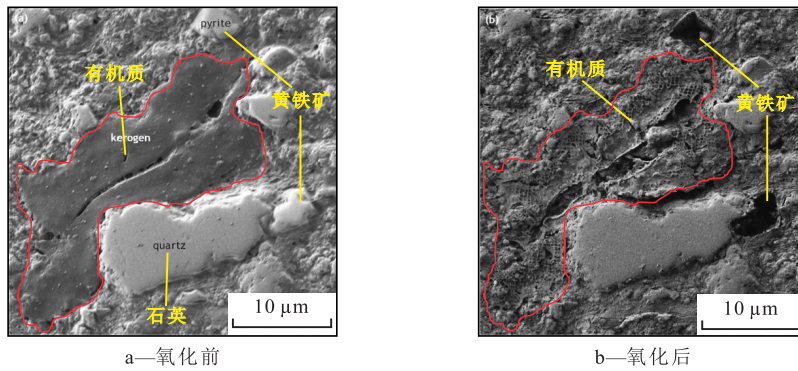 (a)
pyrite
有机质
黄铁矿
kerogen
quartz
石英
10 μm
a—氧化前
(b)
有机质
黄铁矿
10 μm
b—氧化后